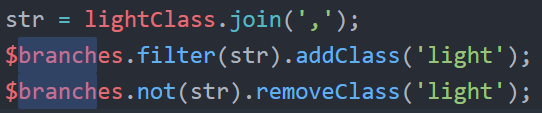 str = lightClass.join(',');
$branches.filter(str).addClass('light');
$branches.not(str).removeClass('light');